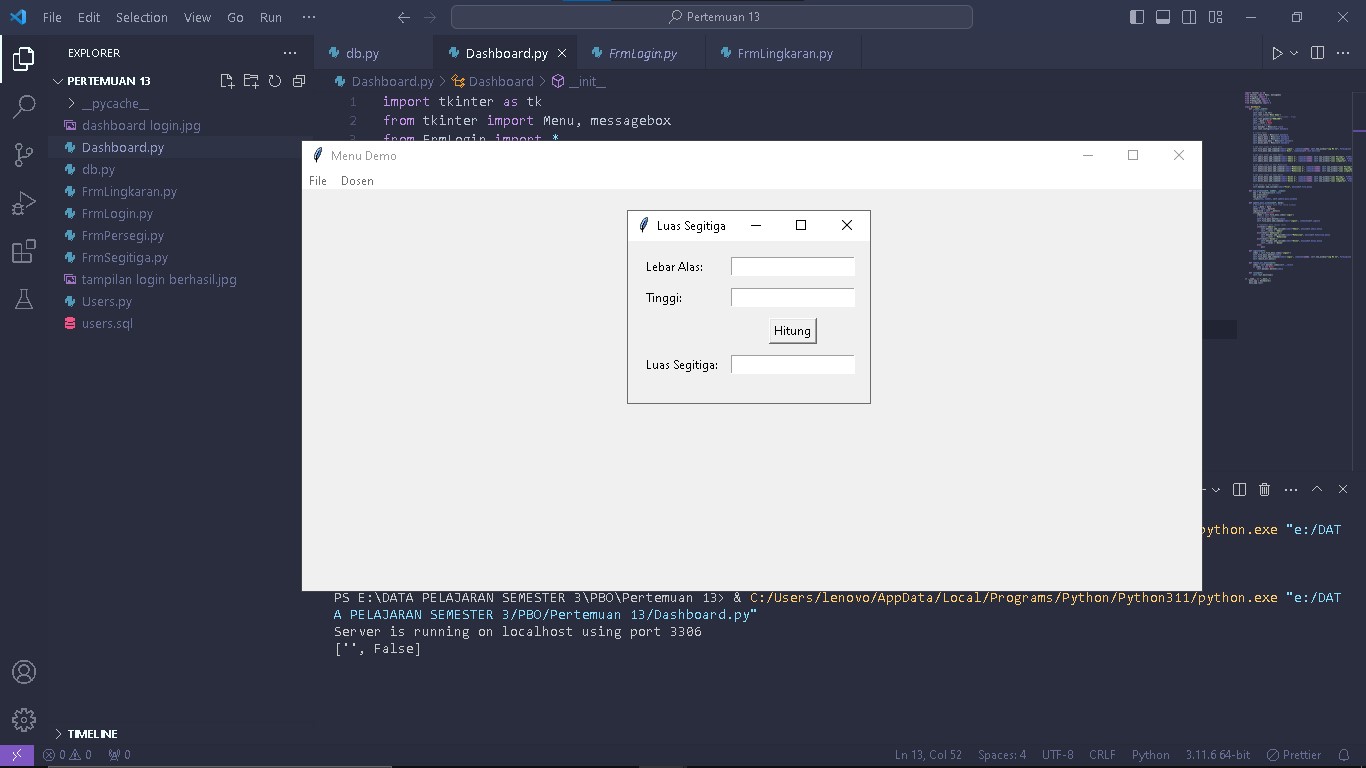 File Edit Selection View Go Run ··· Pertemuan 13
EXPLORER ···
db.py Dashboard.py FrmLogin.py FrmLingkaran.py
PERTEMUAN 13
Dashboard.py > Dashboard > __init__
__pycache__
dashboard login.jpg
Dashboard.py
db.py
FrmLingkaran.py
FrmLogin.py
FrmPersegi.py
FrmSegitiga.py
tampilan login berhasil.jpg
Users.py
users.sql
TIMELINE
1 import tkinter as tk
2 from tkinter import Menu, messagebox
3 from FrmLogin import *
Menu Demo
File Dosen
Luas Segitiga
Lebar Alas:
Tinggi:
Hitung
Luas Segitiga:
python.exe "e:/DAT
PS E:\DATA PELAJARAN SEMESTER 3\PBO\Pertemuan 13> & C:/Users/lenovo/AppData/Local/Programs/Python/Python311/python.exe "e:/DAT
A PELAJARAN SEMESTER 3/PBO/Pertemuan 13/Dashboard.py"
Server is running on localhost using port 3306
['', False]
0 0 0 Ln 13, Col 52 Spaces: 4 UTF-8 CRLF Python 3.11.6 64-bit Prettier